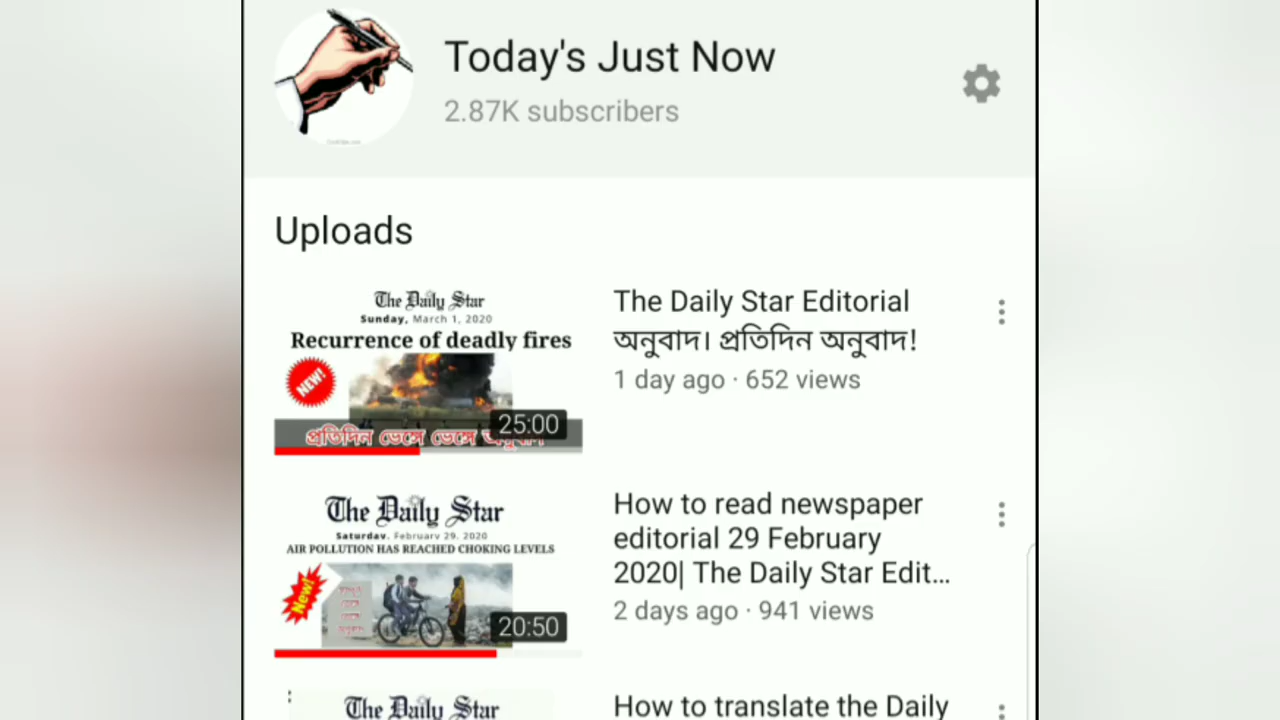 Today's Just Now
2.87K subscribers
Uploads
The Daily Star
Sunday, March 1, 2020
Recurrence of deadly fires
NEW!
প্রতিদিন ভেঙ্গে ভেঙ্গে অনুবাদ
25:00
The Daily Star Editorial
অনুবাদ। প্রতিদিন অনুবাদ!
1 day ago · 652 views
The Daily Star
Saturday, February 29, 2020
AIR POLLUTION HAS REACHED CHOKING LEVELS
New!
20:50
How to read newspaper
editorial 29 February
2020| The Daily Star Edit...
2 days ago · 941 views
The Daily Star
How to translate the Daily